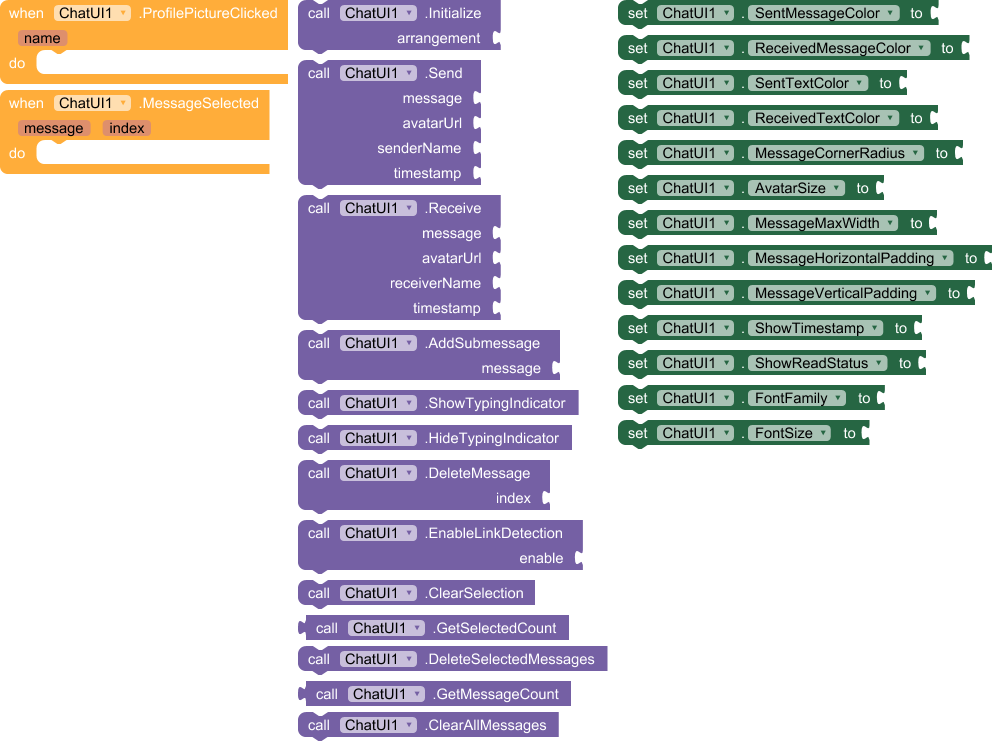 when ChatUI1 .ProfilePictureClicked
name
do
when ChatUI1 .MessageSelected
message index
do
call ChatUI1 .Initialize
arrangement
call ChatUI1 .Send
message
avatarUrl
senderName
timestamp
call ChatUI1 .Receive
message
avatarUrl
receiverName
timestamp
call ChatUI1 .AddSubmessage
message
call ChatUI1 .ShowTypingIndicator
call ChatUI1 .HideTypingIndicator
call ChatUI1 .DeleteMessage
index
call ChatUI1 .EnableLinkDetection
enable
call ChatUI1 .ClearSelection
call ChatUI1 .GetSelectedCount
call ChatUI1 .DeleteSelectedMessages
call ChatUI1 .GetMessageCount
call ChatUI1 .ClearAllMessages
set ChatUI1 . SentMessageColor to
set ChatUI1 . ReceivedMessageColor to
set ChatUI1 . SentTextColor to
set ChatUI1 . ReceivedTextColor to
set ChatUI1 . MessageCornerRadius to
set ChatUI1 . AvatarSize to
set ChatUI1 . MessageMaxWidth to
set ChatUI1 . MessageHorizontalPadding to
set ChatUI1 . MessageVerticalPadding to
set ChatUI1 . ShowTimestamp to
set ChatUI1 . ShowReadStatus to
set ChatUI1 . FontFamily to
set ChatUI1 . FontSize to